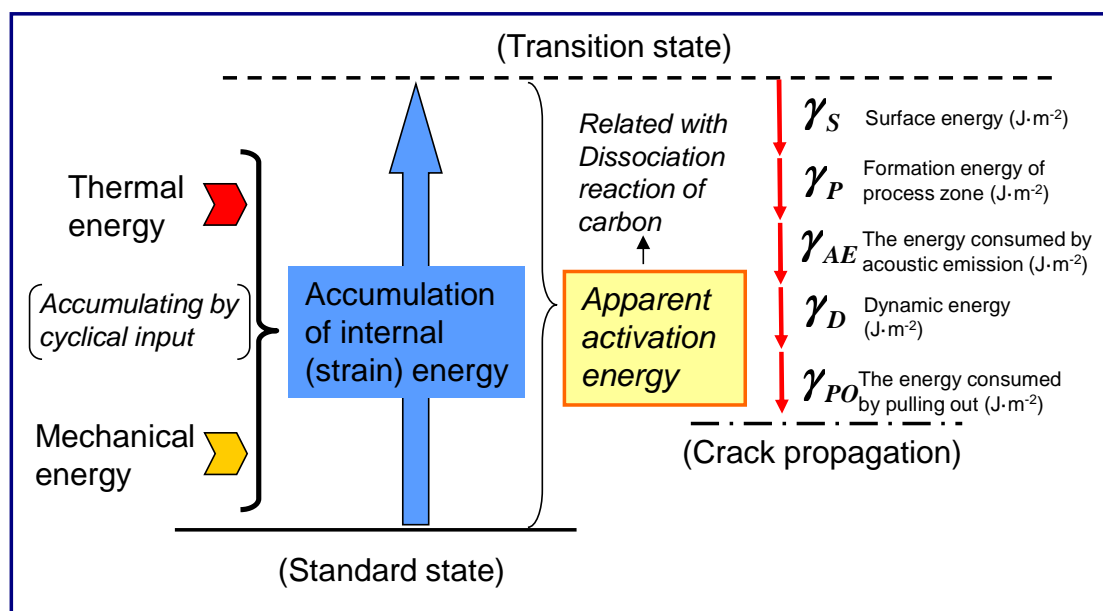 (Transition state)
Thermal
energy
(Accumulating by
cyclical input)
Mechanical
energy
Accumulation
of internal
(strain) energy
(Standard state)
Related with
Dissociation
reaction of
carbon
Apparent
activation
energy
γS Surface energy (J·m-2)
γP Formation energy of
process zone (J·m-2)
γAE The energy consumed by
acoustic emission (J·m-2)
γD Dynamic energy
(J·m-2)
γPO The energy consumed
by pulling out (J·m-2)
(Crack propagation)